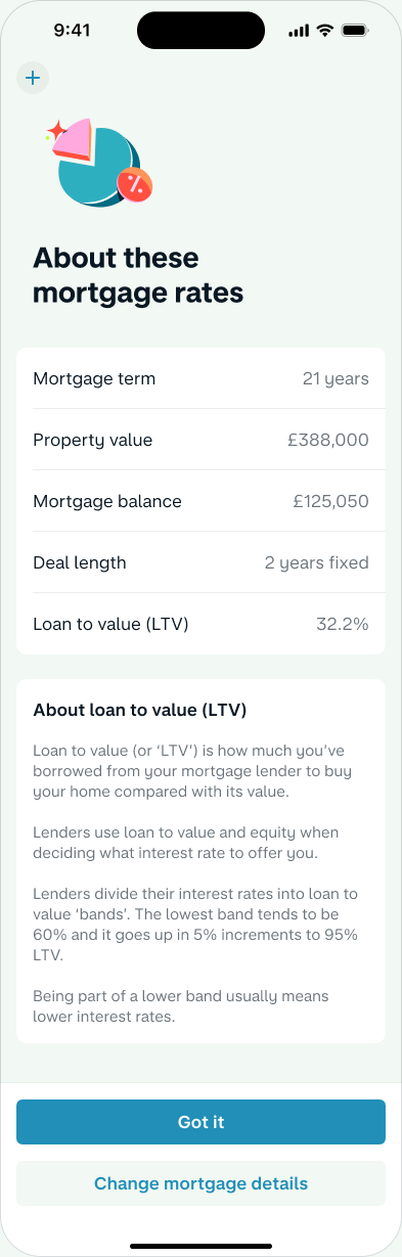 9:41
%
About these
mortgage rates
Mortgage term 21 years
Property value £388,000
Mortgage balance £125,050
Deal length 2 years fixed
Loan to value (LTV) 32.2%
About loan to value (LTV)
Loan to value (or ‘LTV’) is how much you’ve
borrowed from your mortgage lender to buy
your home compared with its value.
Lenders use loan to value and equity when
deciding what interest rate to offer you.
Lenders divide their interest rates into loan to
value ‘bands’. The lowest band tends to be
60% and it goes up in 5% increments to 95%
LTV.
Being part of a lower band usually means
lower interest rates.
Got it
Change mortgage details